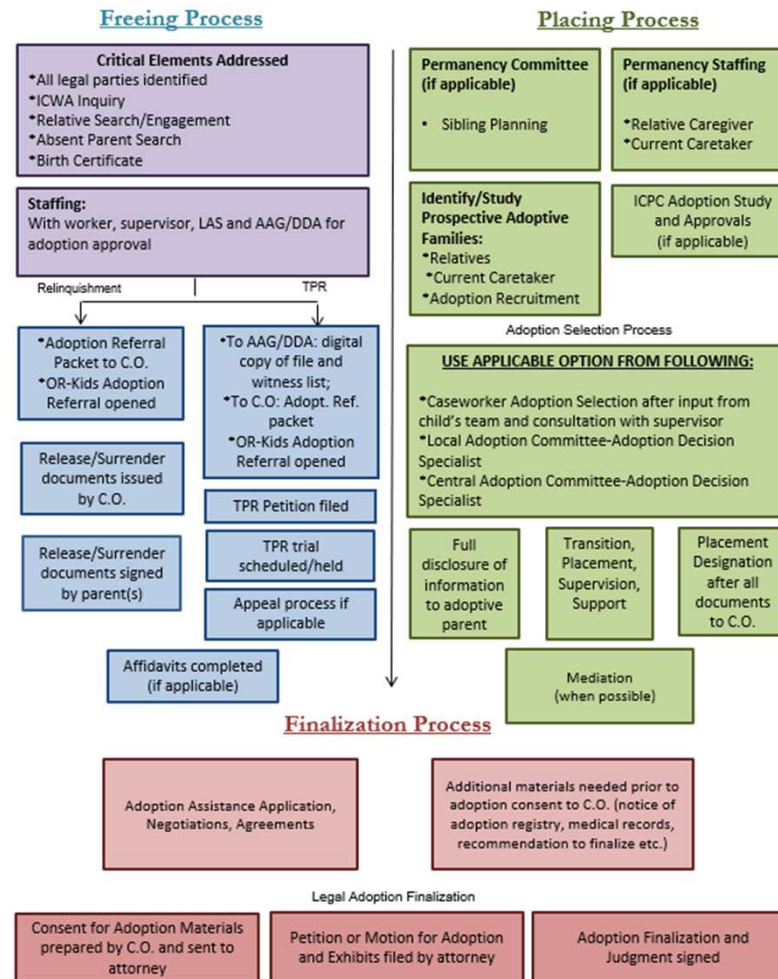 Freeing Process
Critical Elements Addressed
*All legal parties identified
*ICWA Inquiry
*Relative Search/Engagement
*Absent Parent Search
*Birth Certificate
Staffing:
With worker, supervisor, LAS and AAG/DDA for
adoption approval
Relinquishment
TPR
*Adoption Referral
Packet to C.O.
*OR-Kids Adoption
Referral opened
Release/Surrender
documents issued
by C.O.
Release/Surrender
documents signed
by parent(s)
*To AAG/DDA: digital
copy of file and
witness list;
*To C.O: Adopt. Ref.
packet
*OR-Kids Adoption
Referral opened
TPR Petition filed
TPR trial
scheduled/held
Appeal process if
applicable
Affidavits completed
(if applicable)
Placing Process
Permanency Committee
(if applicable)
• Sibling Planning
Permanency Staffing
(if applicable)
*Relative Caregiver
*Current Caretaker
Identify/Study
Prospective Adoptive
Families:
*Relatives
*Current Caretaker
*Adoption Recruitment
ICPC Adoption Study
and Approvals
(if applicable)
Adoption Selection Process
USE APPLICABLE OPTION FROM FOLLOWING:
*Caseworker Adoption Selection after input from
child's team and consultation with supervisor
*Local Adoption Committee-Adoption Decision
Specialist
*Central Adoption Committee-Adoption Decision
Specialist
Full
disclosure of
information
to adoptive
parent
Transition,
Placement,
Supervision,
Support
Placement
Designation
after all
documents
to C.O.
Mediation
(when possible)
Finalization Process
Adoption Assistance Application,
Negotiations, Agreements
Additional materials needed prior to
adoption consent to C.O. (notice of
adoption registry, medical records,
recommendation to finalize etc.)
Legal Adoption Finalization
Consent for Adoption Materials
prepared by C.O. and sent to
attorney
Petition or Motion for Adoption
and Exhibits filed by attorney
Adoption Finalization and
Judgment signed